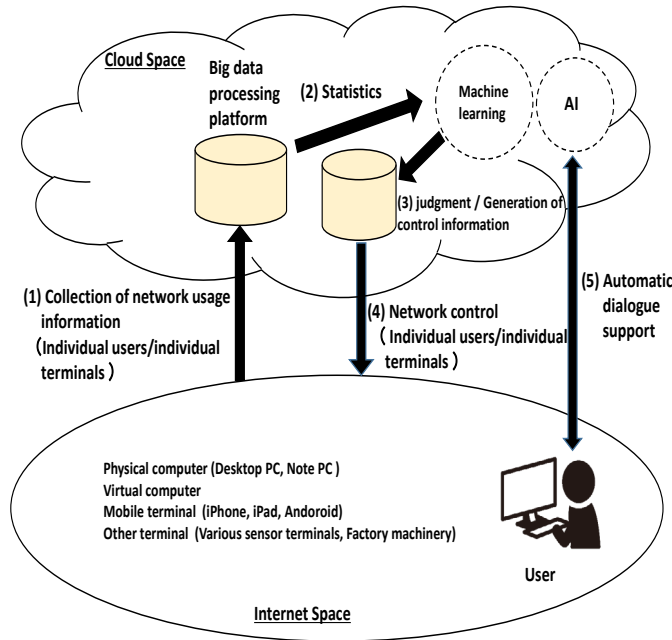 Cloud Space
Big data
processing
platform
(2) Statistics
Machine
learning
AI
(3) judgment / Generation of
control information
(1) Collection of network usage
information
（Individual users/individual
terminals）
(4) Network control
（ Individual users/individual
terminals）
(5) Automatic
dialogue
support
Physical computer (Desktop PC, Note PC )
Virtual computer
Mobile terminal  (iPhone, iPad, Andoroid)
Other terminal  (Various sensor terminals, Factory machinery)
User
Internet Space